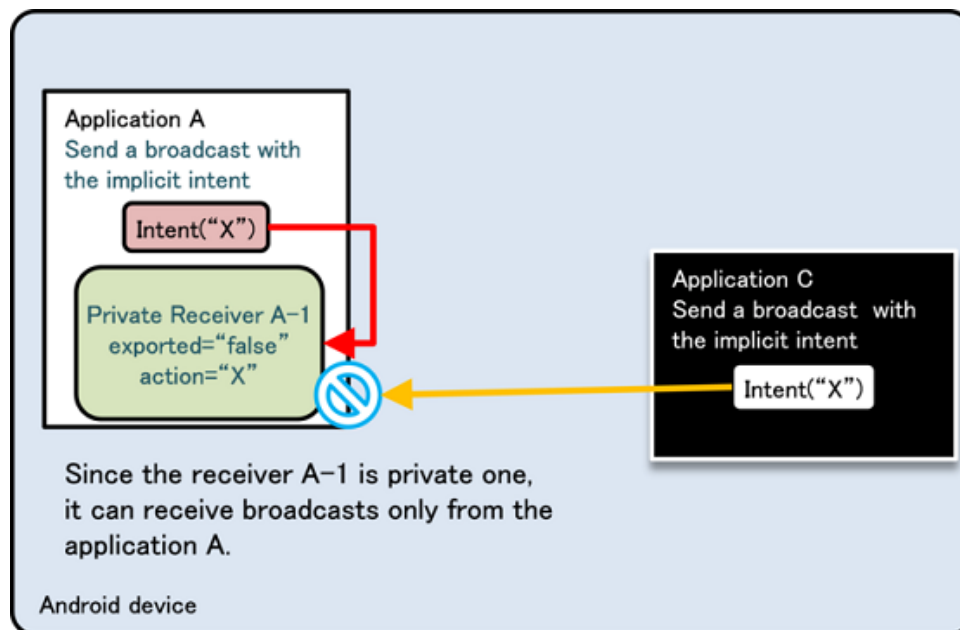 Application A
Send a broadcast with
the implicit intent
Intent(“X”)
Private Receiver A-1
exported=“false”
action=“X”
Application C
Send a broadcast with
the implicit intent
Intent(“X”)
Since the receiver A-1 is private one,
it can receive broadcasts only from the
application A.
Android device